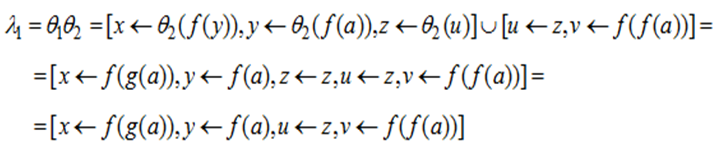 λ₁ = θ₁θ₂ = [x ← θ₂(f(y)), y ← θ₂(f(a)), z ← θ₂(u)] ∪ [u ← z, v ← f(f(a))] =
= [x ← f(g(a)), y ← f(a), z ← z, u ← z, v ← f(f(a))] =
= [x ← f(g(a)), y ← f(a), u ← z, v ← f(f(a))]